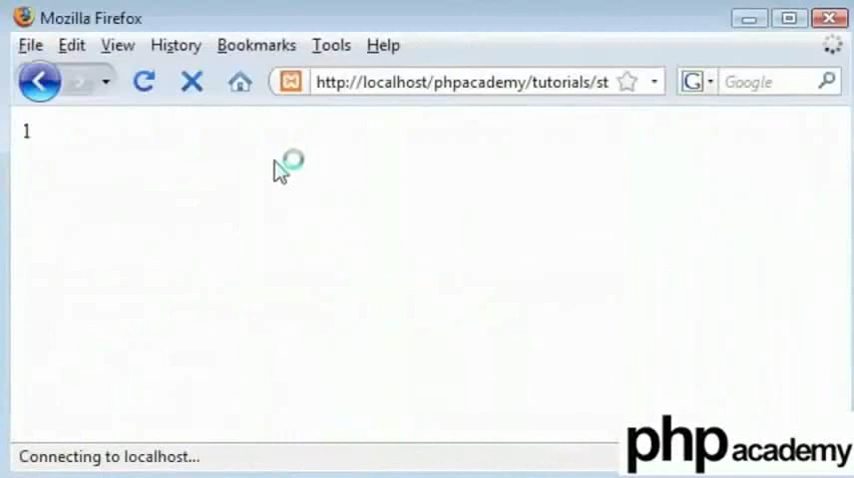 Mozilla Firefox
File Edit View History Bookmarks Tools Help
http://localhost/phpacademy/tutorials/st G Google
1
Connecting to localhost...
php academy